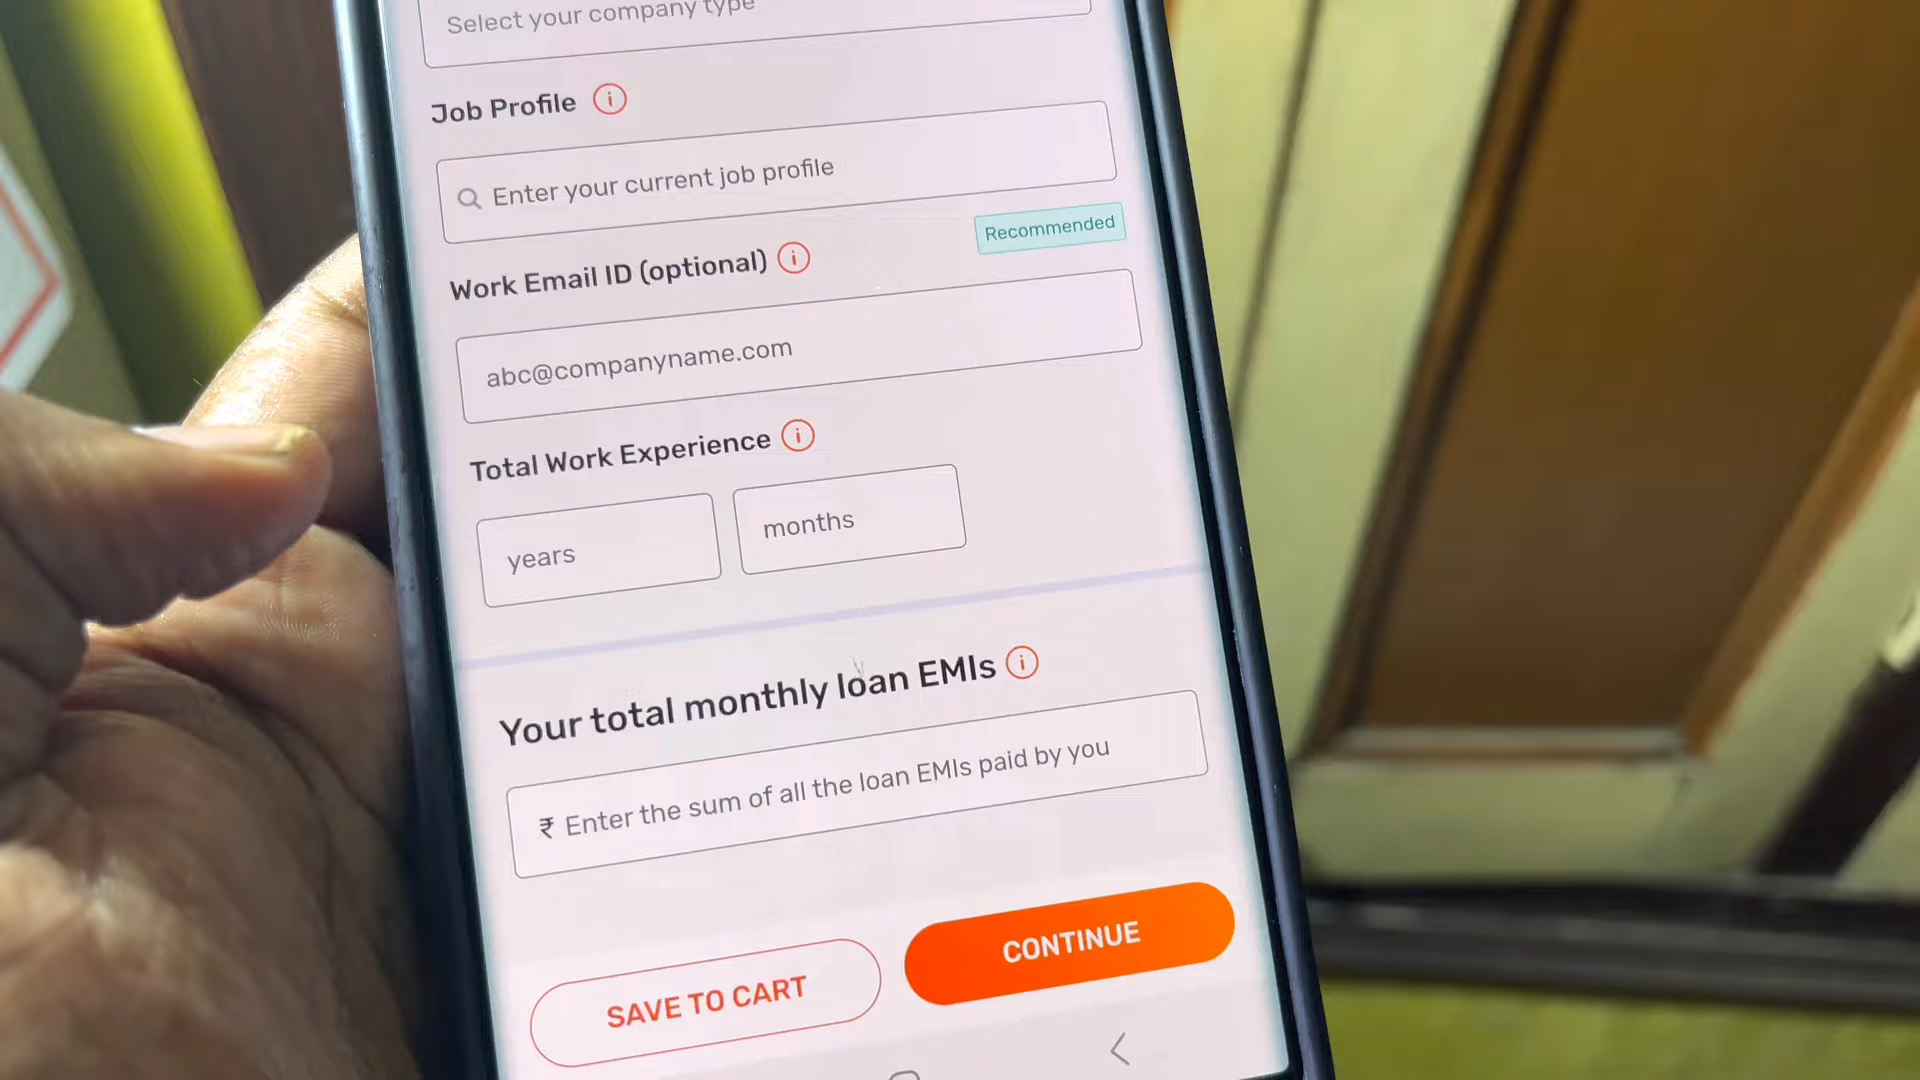 Select your company type
Job Profile
Enter your current job profile
Recommended
Work Email ID (optional)
abc@companyname.com
Total Work Experience
years months
Your total monthly loan EMIs
₹ Enter the sum of all the loan EMIs paid by you
SAVE TO CART CONTINUE